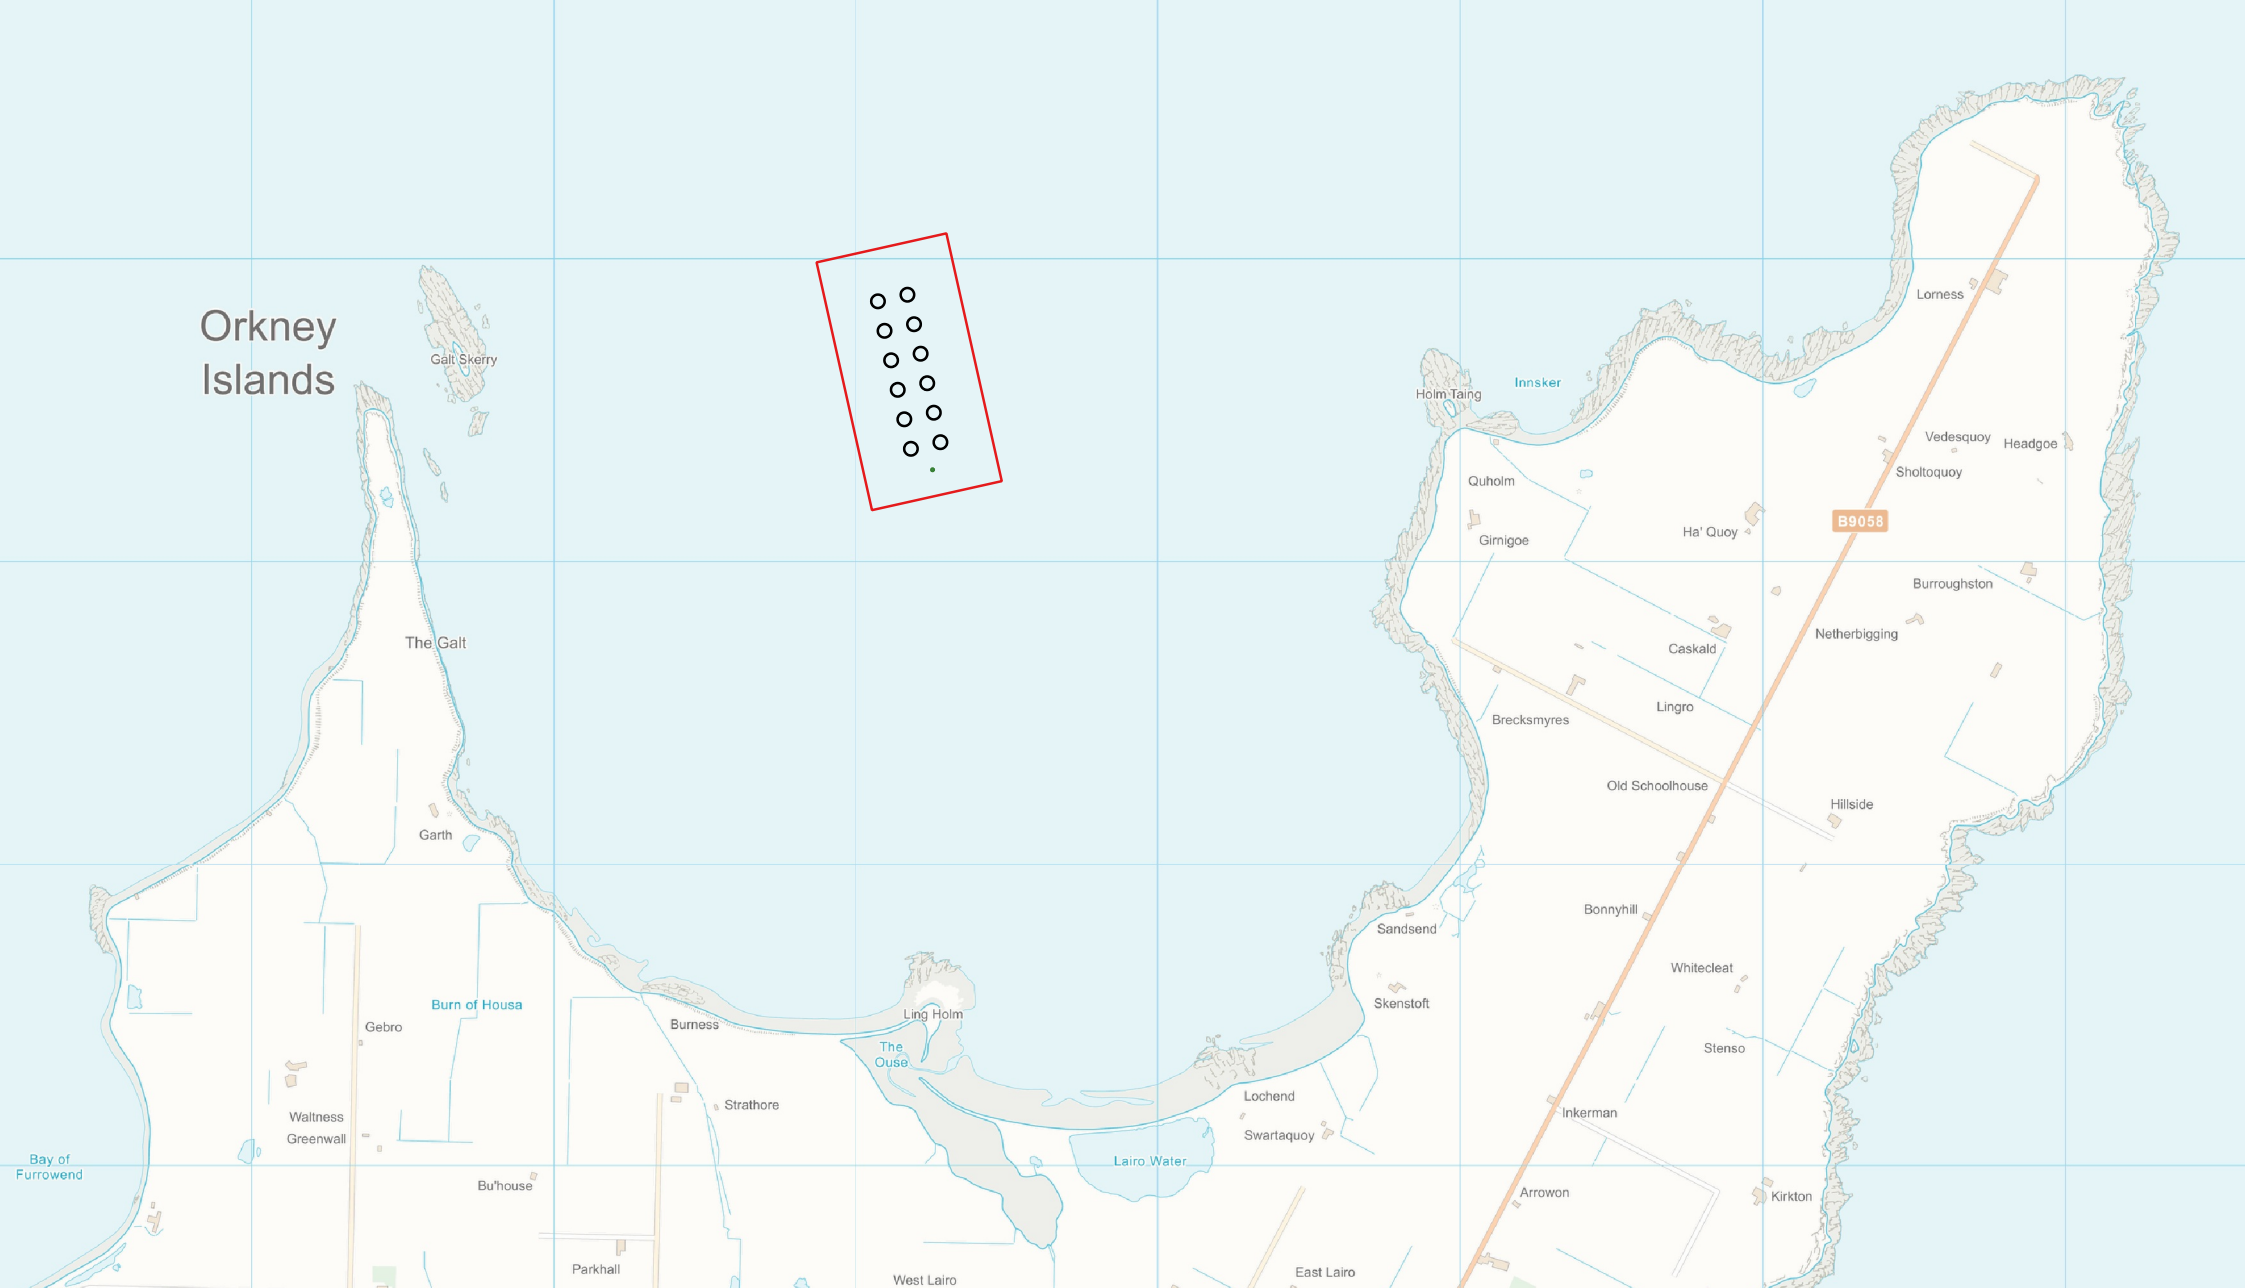 Lorness
Orkney
Islands
Galt Skerry
Innsker
Holm Taing
Vedesquoy
Headgoe
Sholtoquoy
Quholm
B9058
Ha' Quoy
Girnigoe
Burroughston
Netherbigging
The Galt
Caskald
Lingro
Brecksmyres
Old Schoolhouse
Hillside
Garth
Bonnyhill
Sandsend
Whitecleat
Burn of Housa
Skenstoft
Ling Holm
Burness
Gebro
The
Ouse
Stenso
Lochend
Strathore
Inkerman
Waltness
Greenwall
Swartaquoy
Bay of
Furrowend
Lairo Water
Bu'house
Arrowon
Kirkton
Parkhall
West Lairo
East Lairo